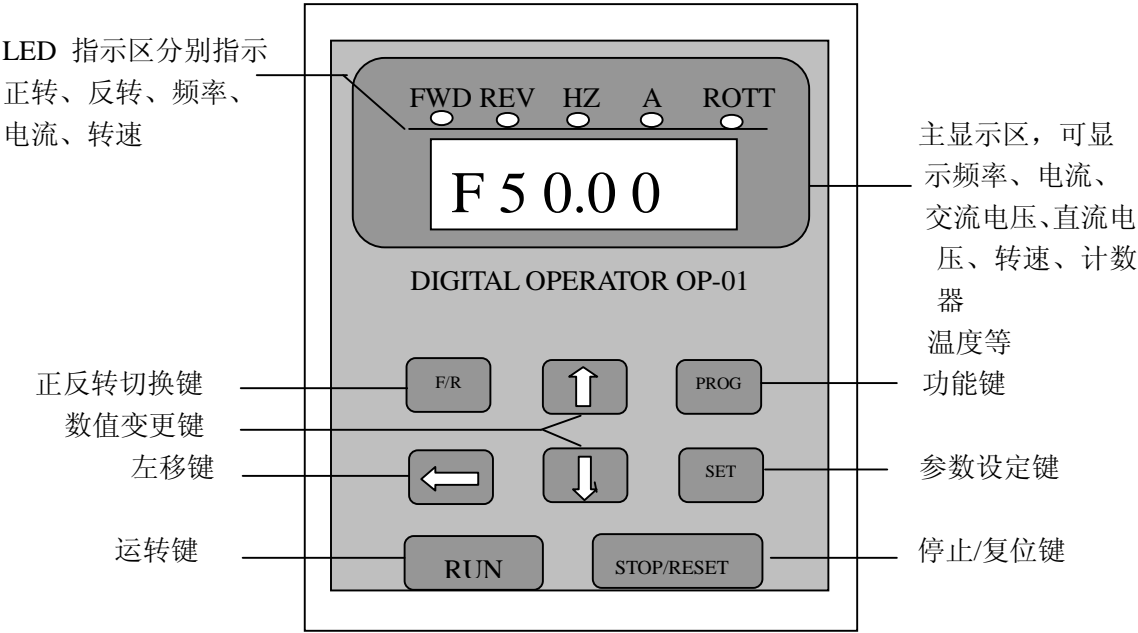 LED 指示区分别指示
正转、反转、频率、
电流、转速
FWD REV HZ A ROTT
F 5 0.0 0
主显示区，可显
示频率、电流、
交流电压、直流电
压、转速、计数
器
温度等
DIGITAL OPERATOR OP-01
正反转切换键
F/R
PROG
功能键
数值变更键
左移键
SET
参数设定键
运转键
RUN
STOP/RESET
停止/复位键